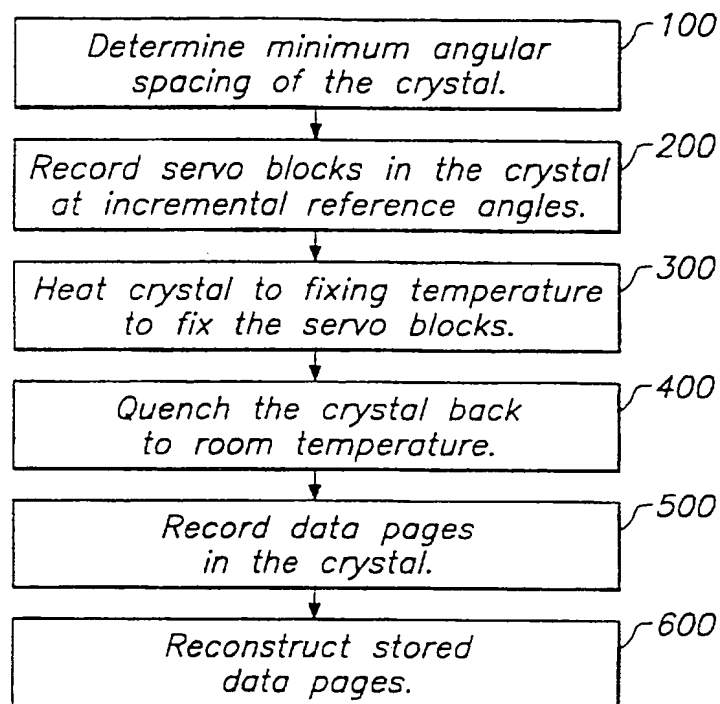 100
Determine minimum angular
spacing of the crystal.
200
Record servo blocks in the crystal
at incremental reference angles.
300
Heat crystal to fixing temperature
to fix the servo blocks.
400
Quench the crystal back
to room temperature.
500
Record data pages
in the crystal.
600
Reconstruct stored
data pages.